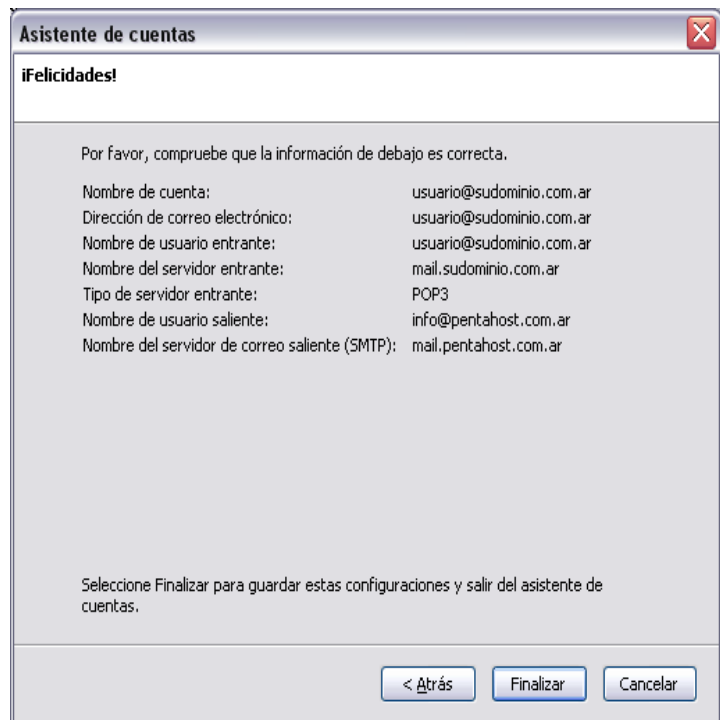 Asistente de cuentas
¡Felicidades!
Por favor, compruebe que la información de debajo es correcta.
Nombre de cuenta: usuario@sudominio.com.ar
Dirección de correo electrónico: usuario@sudominio.com.ar
Nombre de usuario entrante: usuario@sudominio.com.ar
Nombre del servidor entrante: mail.sudominio.com.ar
Tipo de servidor entrante: POP3
Nombre de usuario saliente: info@pentahost.com.ar
Nombre del servidor de correo saliente (SMTP): mail.pentahost.com.ar
Seleccione Finalizar para guardar estas configuraciones y salir del asistente de
cuentas.
< Atrás Finalizar Cancelar